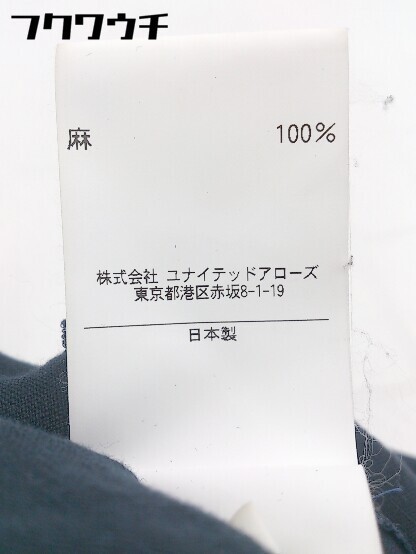 フクワウチ
麻 100%
株式会社 ユナイテッドアローズ
東京都港区赤坂8-1-19
日本製